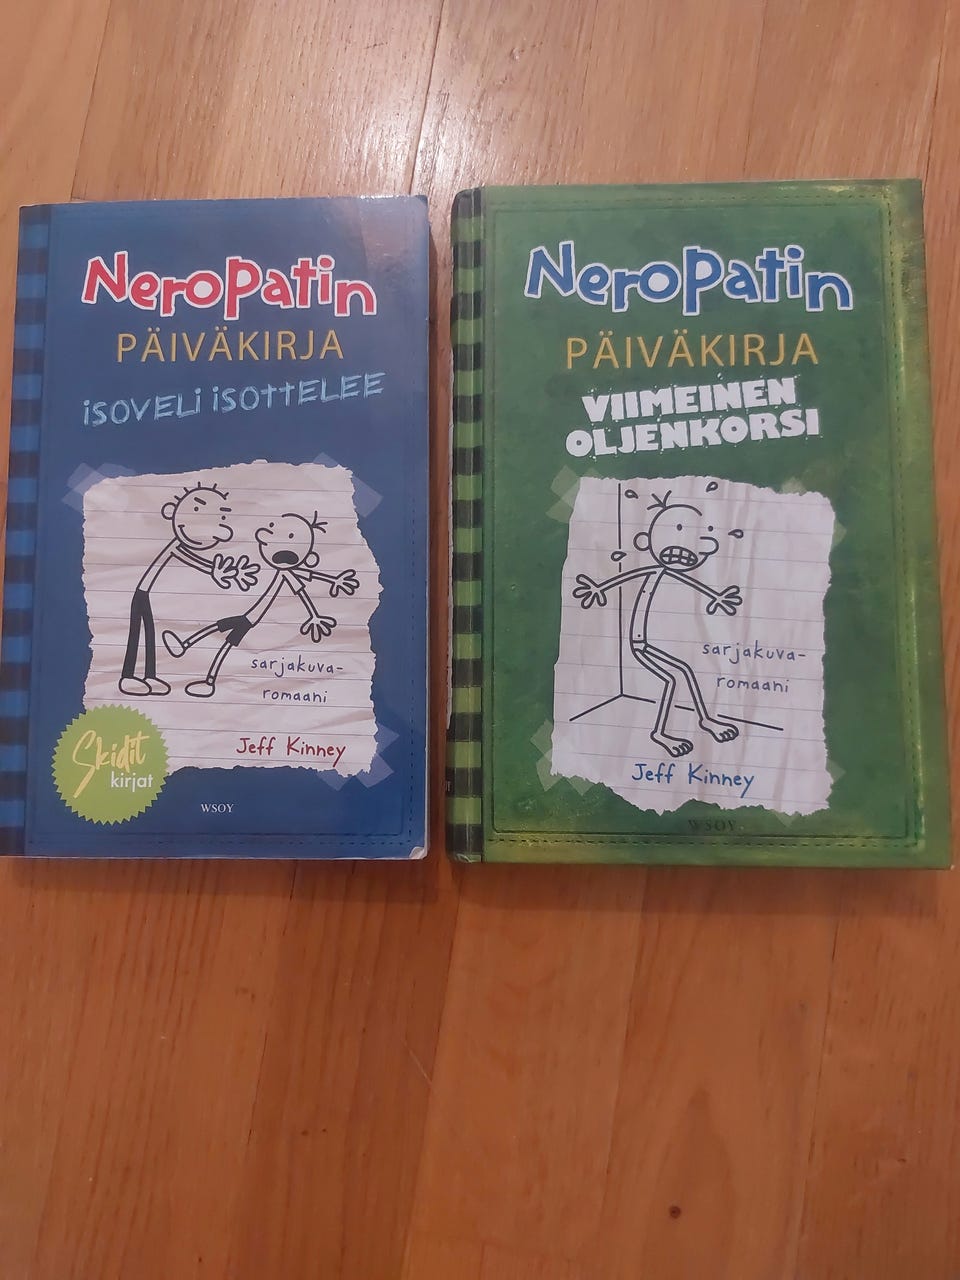 Neropatin
PÄIVÄKIRJA
iSOVELi iSOTTELEE
sarjakuva-
romaani
Skidit
kirjat
Jeff Kinney
WSOY
Neropatin
PÄIVÄKIRJA
VIIMEINEN
OLJENKORSI
sarjakuva-
romaani
Jeff Kinney
WSOY